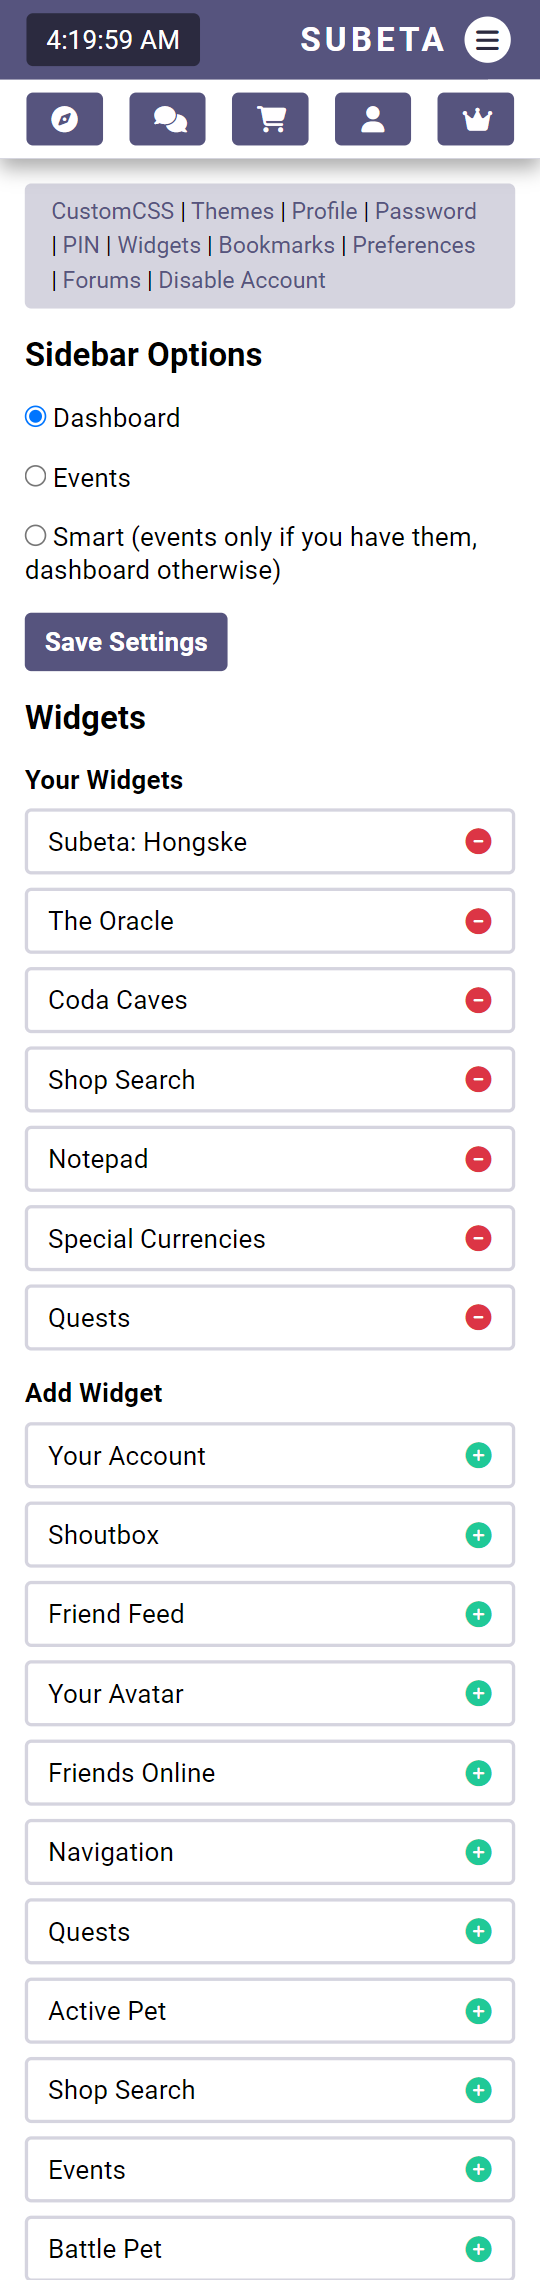 4:19:59 AM
SUBETA
CustomCSS | Themes | Profile | Password
| PIN | Widgets | Bookmarks | Preferences
| Forums | Disable Account
Sidebar Options
Dashboard
Events
Smart (events only if you have them,
dashboard otherwise)
Save Settings
Widgets
Your Widgets
Subeta: Hongske
The Oracle
Coda Caves
Shop Search
Notepad
Special Currencies
Quests
Add Widget
Your Account
Shoutbox
Friend Feed
Your Avatar
Friends Online
Navigation
Quests
Active Pet
Shop Search
Events
Battle Pet